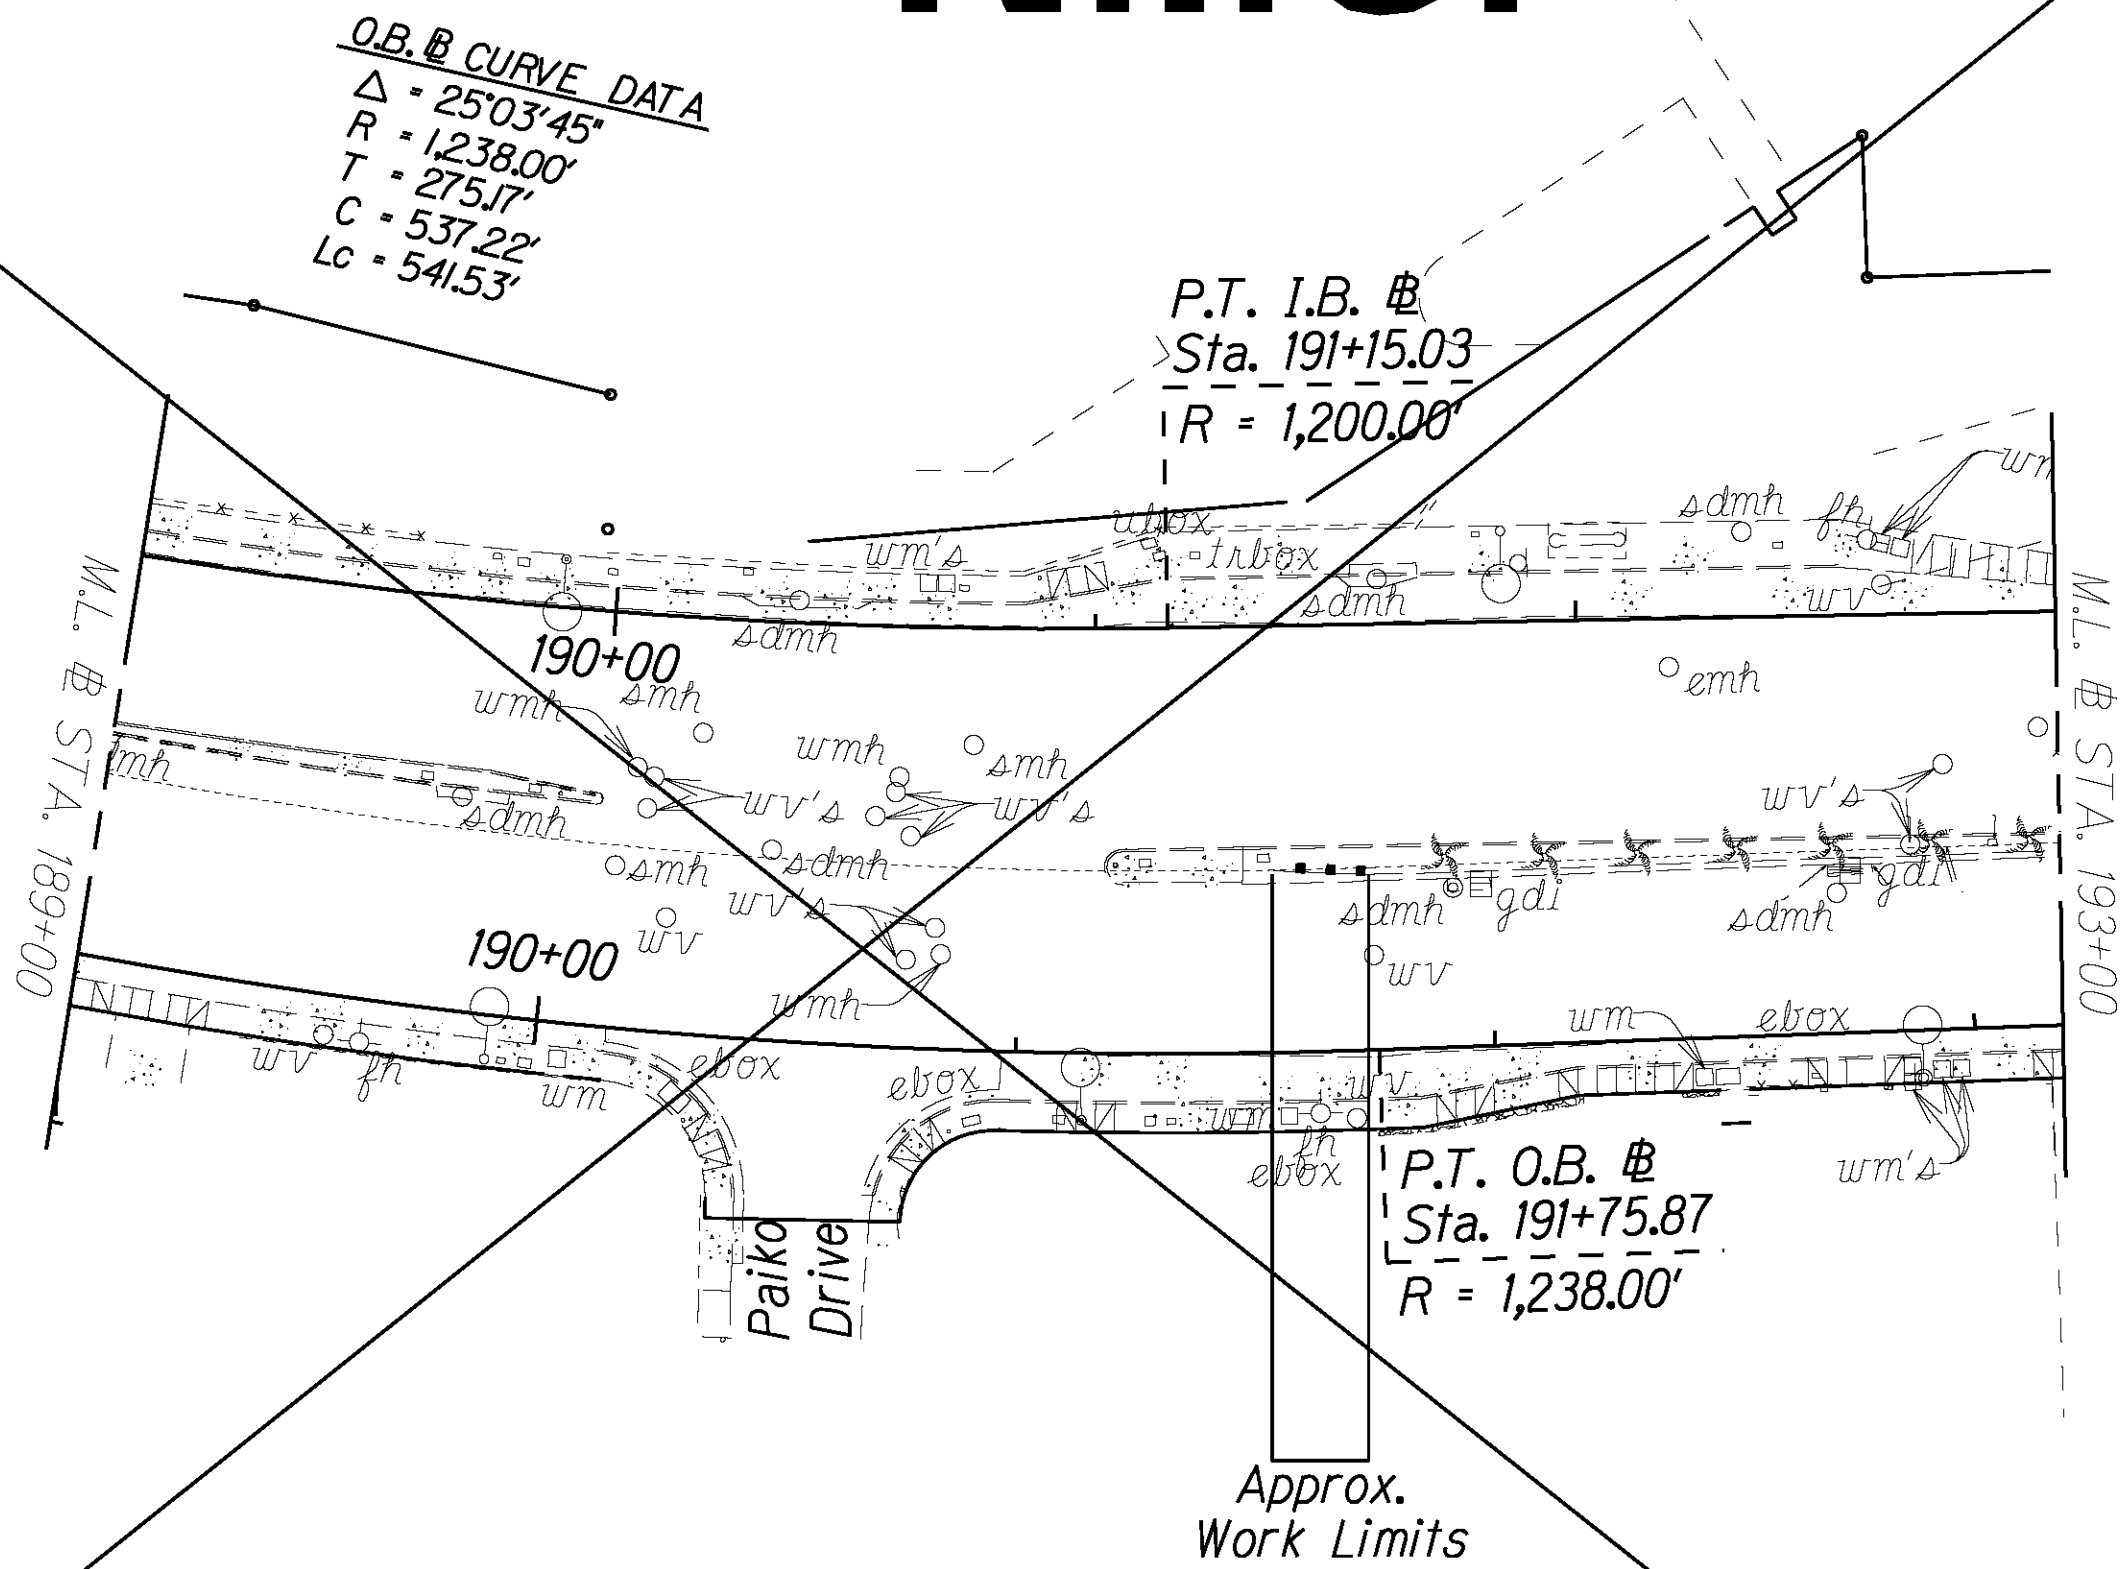 O.B. B CURVE DATA
Δ = 25°03'45"
R = 1,238.00'
T = 275.17'
C = 537.22'
Lc = 541.53'
P.T. I.B. B
Sta. 191+15.03
R = 1,200.00'
sdmh
fh
ubox
wm's
trbox
sdmh
wv
sdmh
190+00
smh
wmh
emh
wmh
smh
wv's
wv's
wv's
mh
sdmh
smh
sdmh
wv's
sdmh
gdi
sdmh
gdi
wv
wv
190+00
wmh
wm
ebox
wv
fh
wm
ebox
ebox
wv
wm
fh
ebox
wm's
M.L. B STA. 189+00
M.L. B STA. 193+00
P.T. O.B. B
Sta. 191+75.87
R = 1,238.00'
Paiko
Drive
Approx.
Work Limits